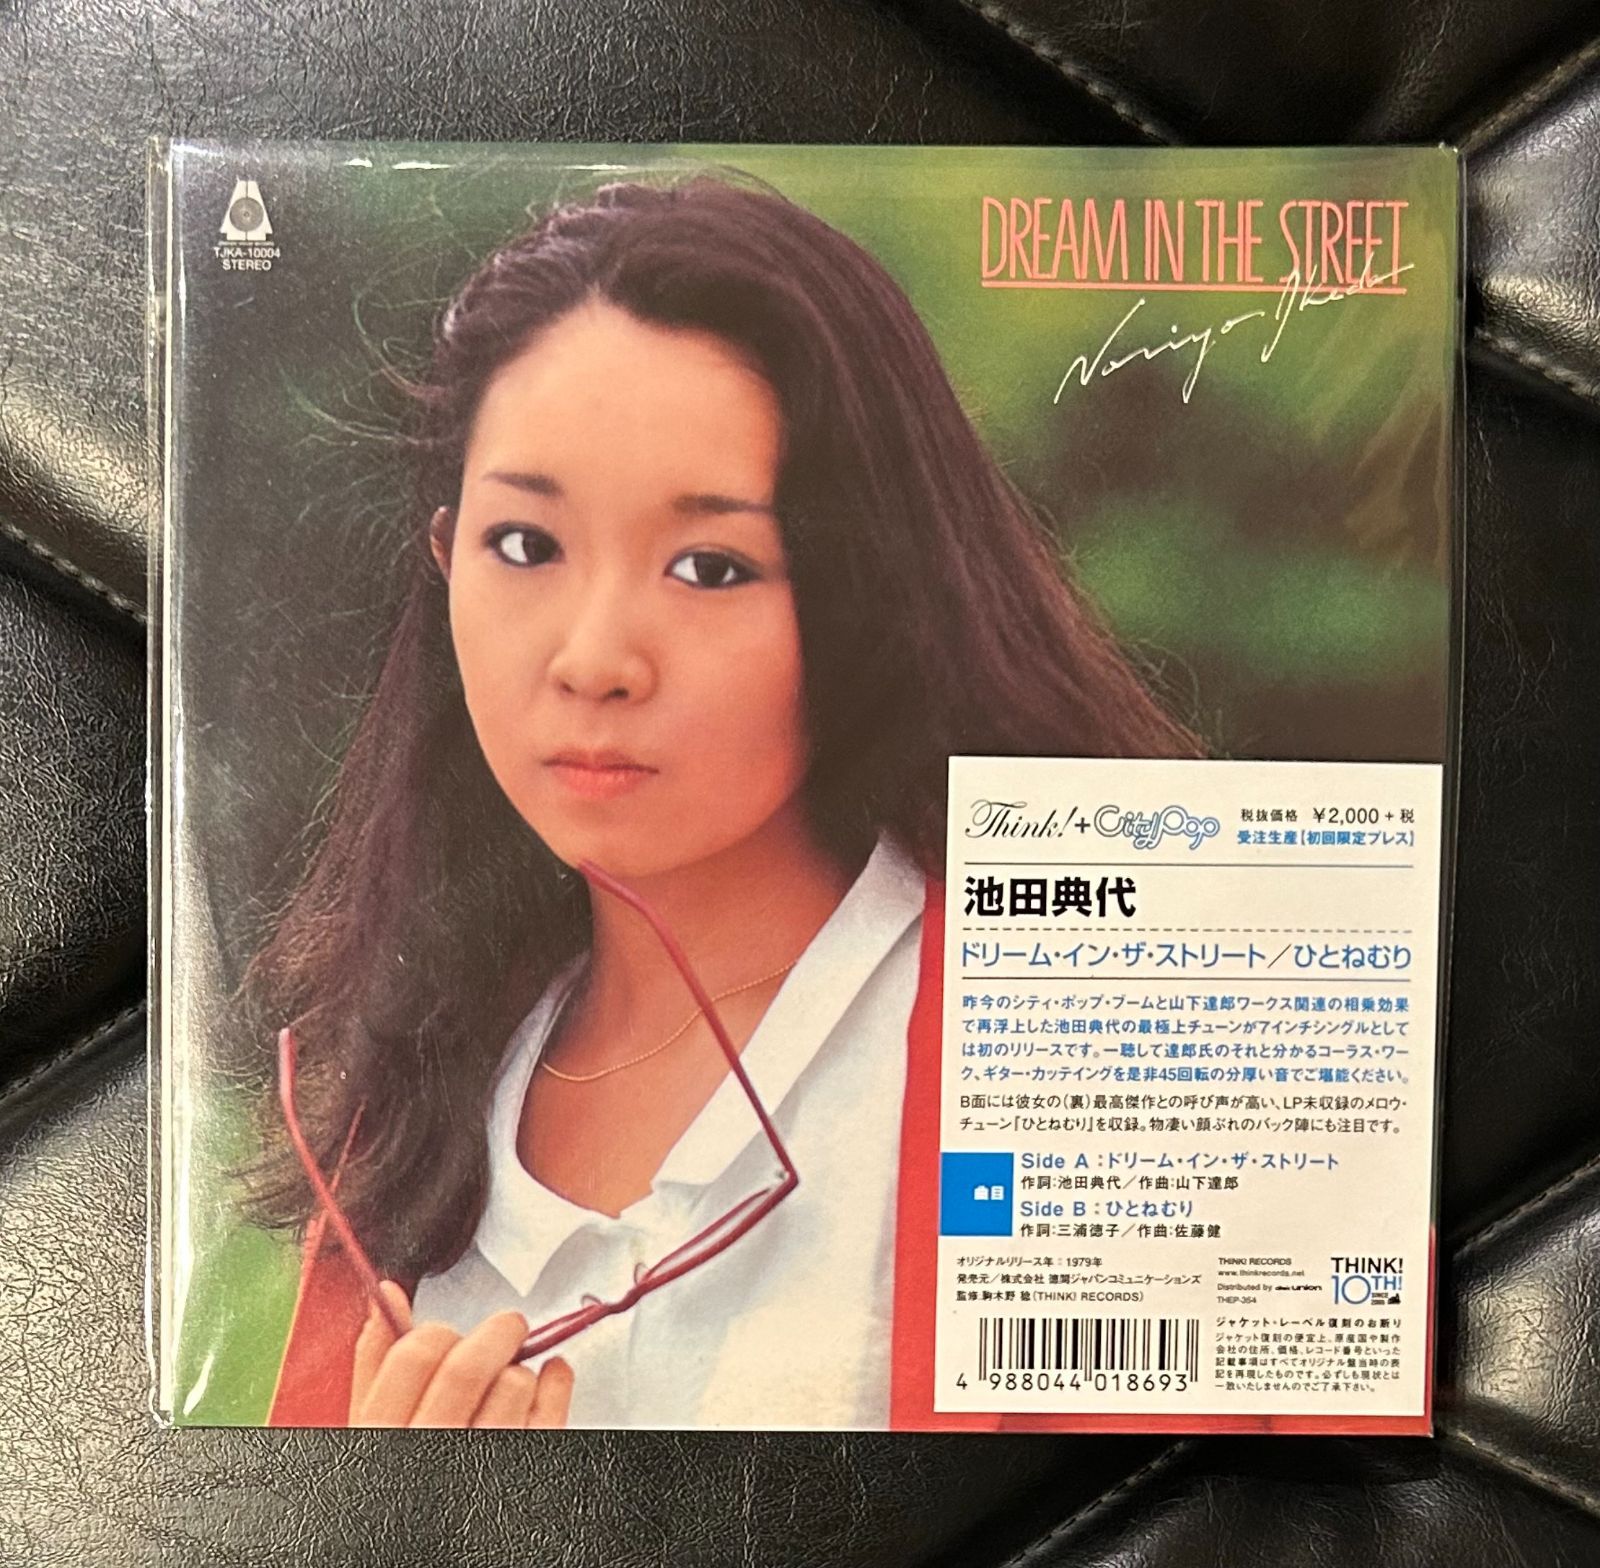 TJKA-10004
STEREO
DREAM IN THE STREET
Noriyo Ikeda
Think!+CityPop
税抜価格 ¥2,000+税
受注生産[初回限定プレス]
池田典代
ドリーム・イン・ザ・ストリート/ひとねむり
昨今のシティ・ポップ・ブームと山下達郎ワークス関連の相乗効果
で再浮上した池田典代の最極上チューンが7インチシングルとして
は初のリリースです。一聴して達郎氏のそれと分かるコーラス・ワー
ク、ギター・カッテイングを是非45回転の分厚い音でご堪能ください。
B面には彼女の(裏)最高傑作との呼び声が高い、LP未収録のメロウ・
チューン『ひとねむり』を収録。物凄い顔ぶれのバック陣にも注目です。
曲目
Side A:ドリーム・イン・ザ・ストリート
作詞:池田典代/作曲:山下達郎
Side B:ひとねむり
作詞:三浦徳子/作曲:佐藤健
オリジナルリリース年:1979年
発売元/株式会社 徳間ジャパンコミュニケーションズ
監修:駒木野 稔(THINK! RECORDS)
THINK! RECORDS
www.thinkrecords.net
Distributed by disk union
THEP-354
THINK!
10TH!
SINCE
2005
4 988044 018693
ジャケット・レーベル復刻のお断り
ジャケット復刻の便宜上、原産国や製作
会社の住所、価格、レコード番号といった
記載事項はすべてオリジナル盤当時の表
記を再現したものです。必ずしも現状とは
一致いたしませんのでご了承下さい。